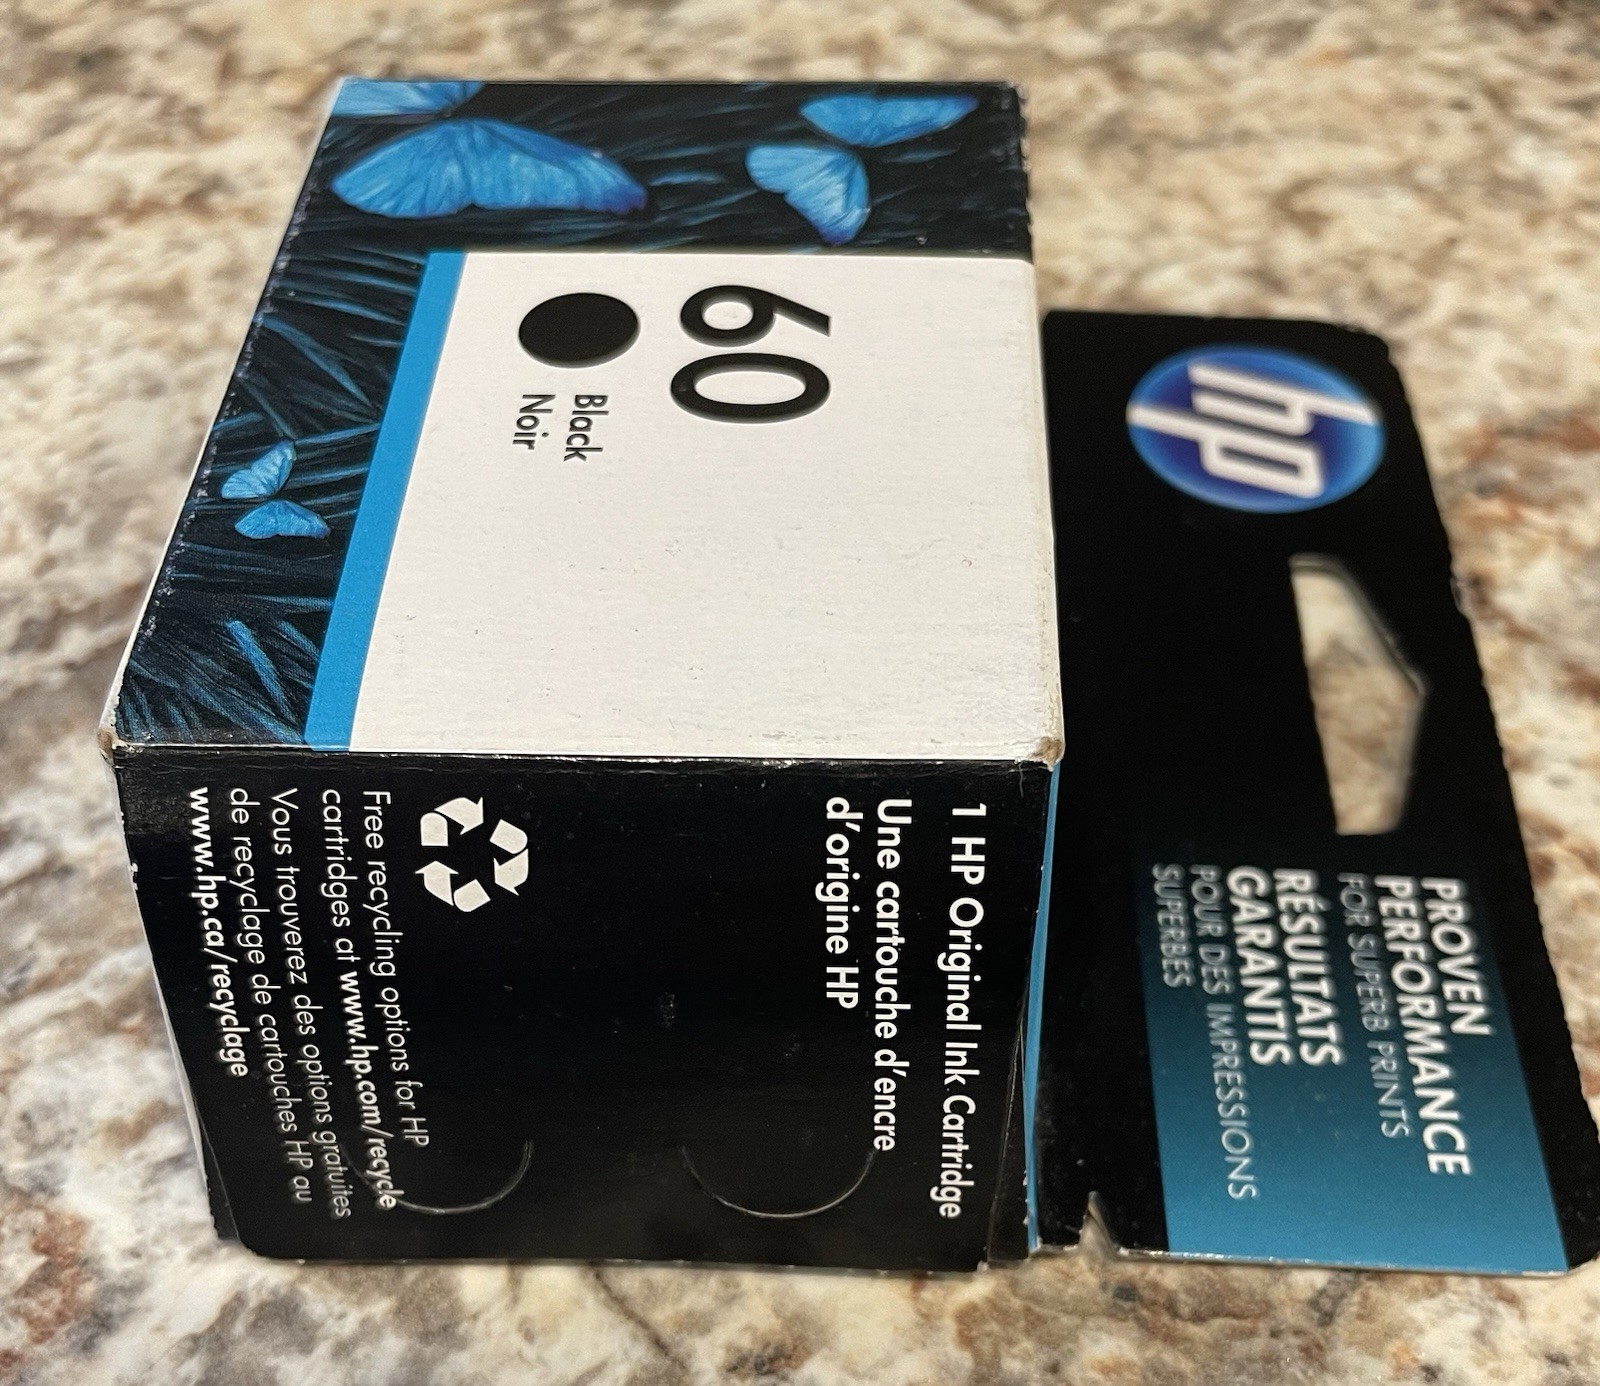 hp
PROVEN
PERFORMANCE
FOR SUPERB PRINTS
RÉSULTATS
GARANTIS
POUR DES IMPRESSIONS
SUPERBES
60
Black
Noir
1 HP Original Ink Cartridge
Une cartouche d'encre
d'origine HP
Free recycling options for HP
cartridges at www.hp.com/recycle
Vous trouverez des options gratuites
de recyclage de cartouches HP au
www.hp.ca/recyclage